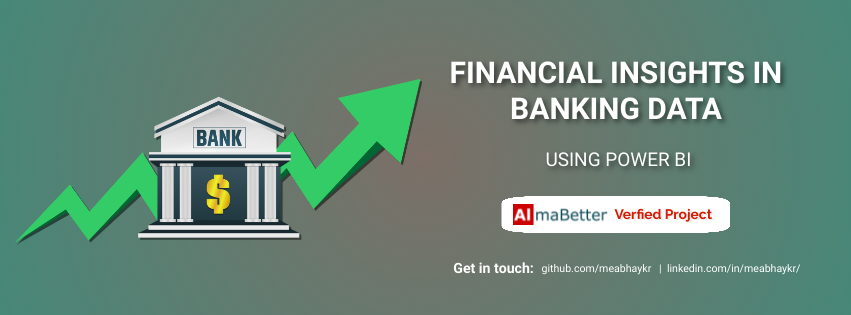 BANK
$
FINANCIAL INSIGHTS IN
BANKING DATA
USING POWER BI
AlmaBetter Verfied Project
Get in touch: github.com/meabhaykr | linkedin.com/in/meabhaykr/